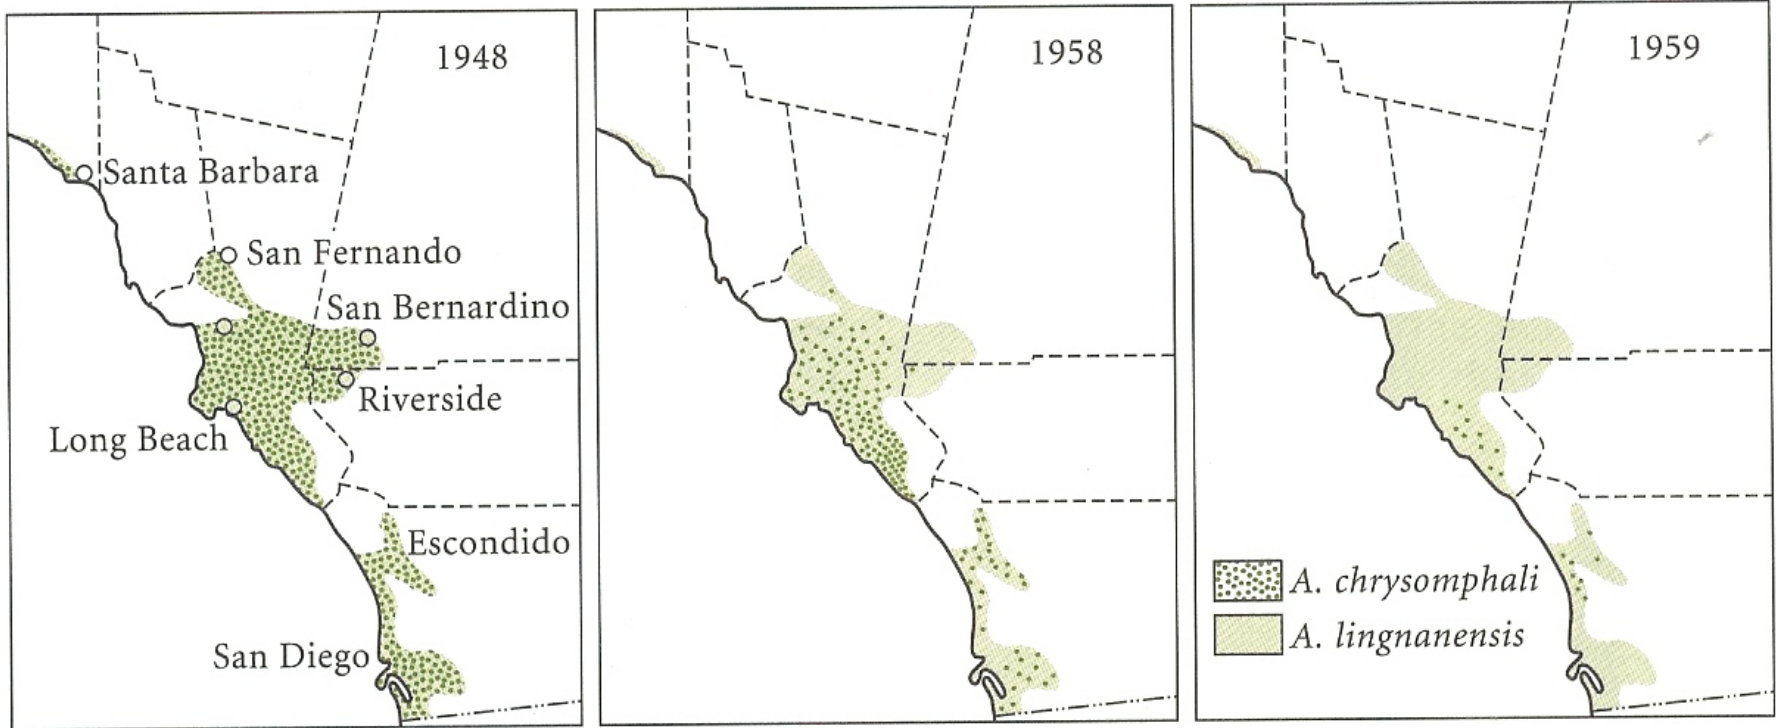 1948
Santa Barbara
San Fernando
San Bernardino
Riverside
Long Beach
Escondido
San Diego
1958
1959
A. chrysomphali
A. lingnanensis